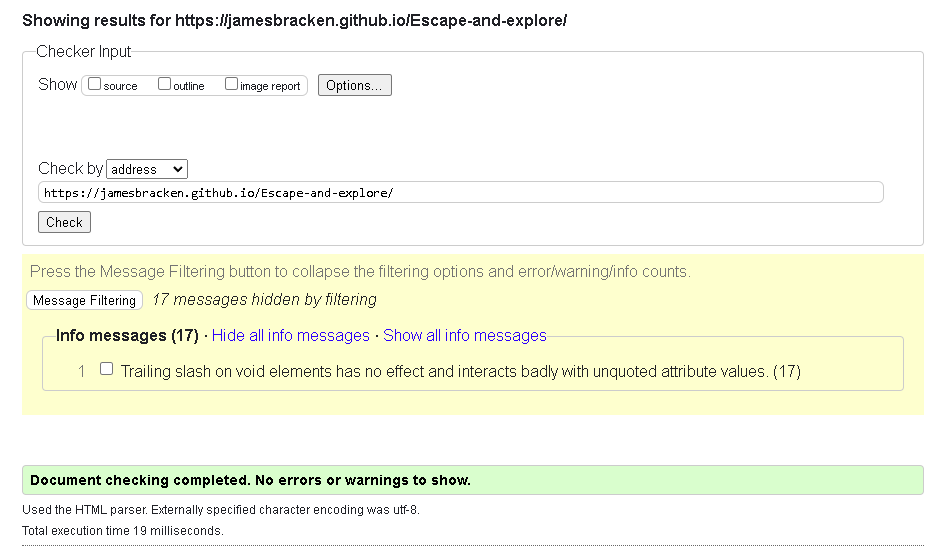 Showing results for https://jamesbracken.github.io/Escape-and-explore/
Checker Input
Show source outline image report Options...
Check by address
https://jamesbracken.github.io/Escape-and-explore/
Check
Press the Message Filtering button to collapse the filtering options and error/warning/info counts.
Message Filtering 17 messages hidden by filtering
Info messages (17) · Hide all info messages · Show all info messages
1 Trailing slash on void elements has no effect and interacts badly with unquoted attribute values. (17)
Document checking completed. No errors or warnings to show.
Used the HTML parser. Externally specified character encoding was utf-8.
Total execution time 19 milliseconds.